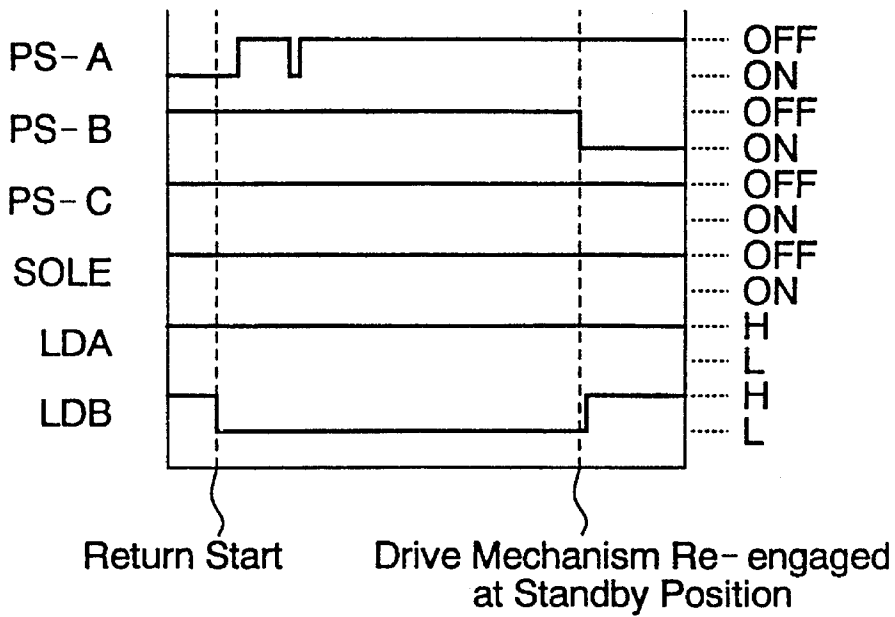 PS-A
OFF
ON
PS-B
OFF
ON
PS-C
OFF
ON
SOLE
OFF
ON
LDA
H
L
LDB
H
L
Return Start
Drive Mechanism Re-engaged
at Standby Position